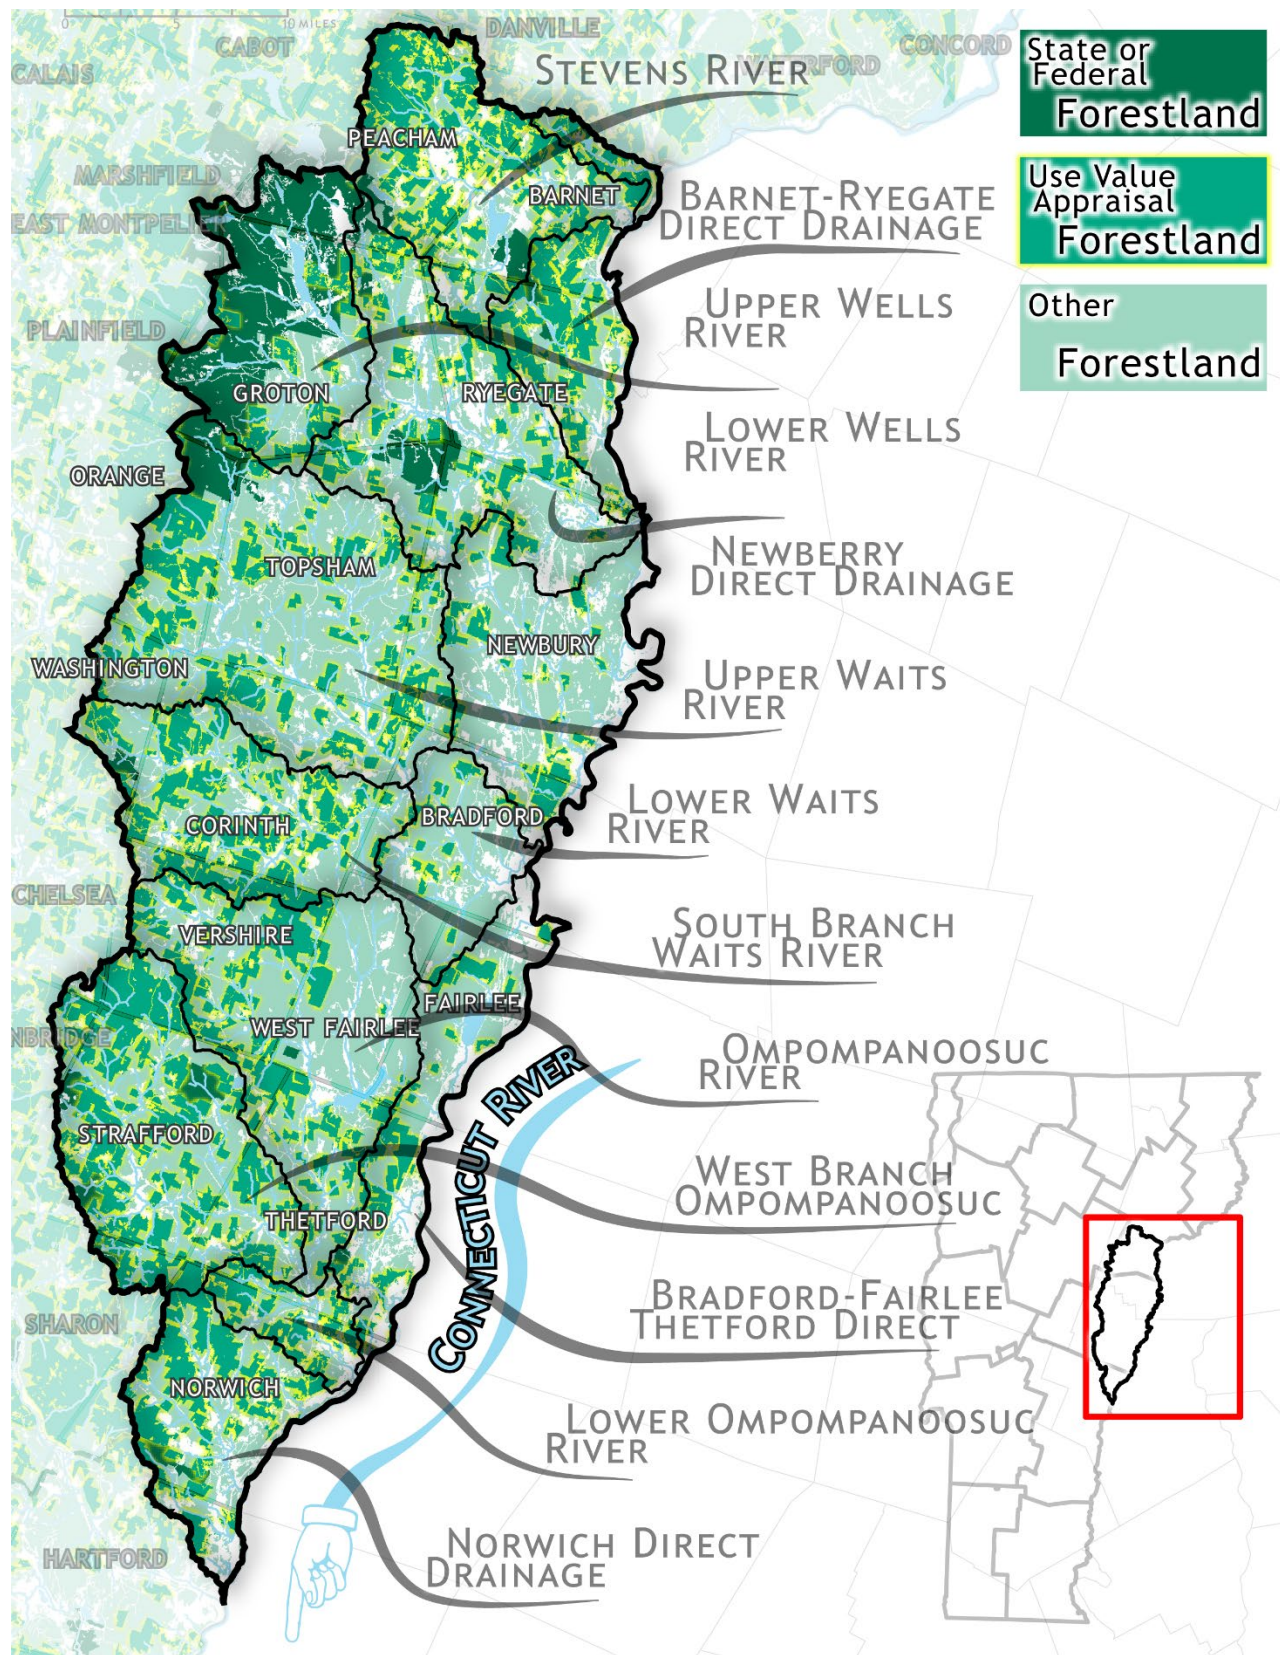 0 5 10 MILES
DANVILLE
CABOT
CONCORD
WATERFORD
CALAIS
STEVENS RIVER
State or
Federal
Forestland
PEACHAM
MARSHFIELD
BARNET
Use Value
Appraisal
Forestland
BARNET-RYEGATE
DIRECT DRAINAGE
EAST MONTPELIER
Other
Forestland
UPPER WELLS
RIVER
PLAINFIELD
GROTON
RYEGATE
LOWER WELLS
RIVER
ORANGE
NEWBERRY
DIRECT DRAINAGE
TOPSHAM
NEWBURY
WASHINGTON
UPPER WAITS
RIVER
LOWER WAITS
RIVER
BRADFORD
CORINTH
CHELSEA
SOUTH BRANCH
WAITS RIVER
VERSHIRE
FAIRLEE
WEST FAIRLEE
NBRIDGE
OMPOMPANOOSUC
RIVER
CONNECTICUT RIVER
STRAFFORD
WEST BRANCH
OMPOMPANOOSUC
THETFORD
BRADFORD-FAIRLEE
THETFORD DIRECT
SHARON
NORWICH
LOWER OMPOMPANOOSUC
RIVER
NORWICH DIRECT
DRAINAGE
HARTFORD